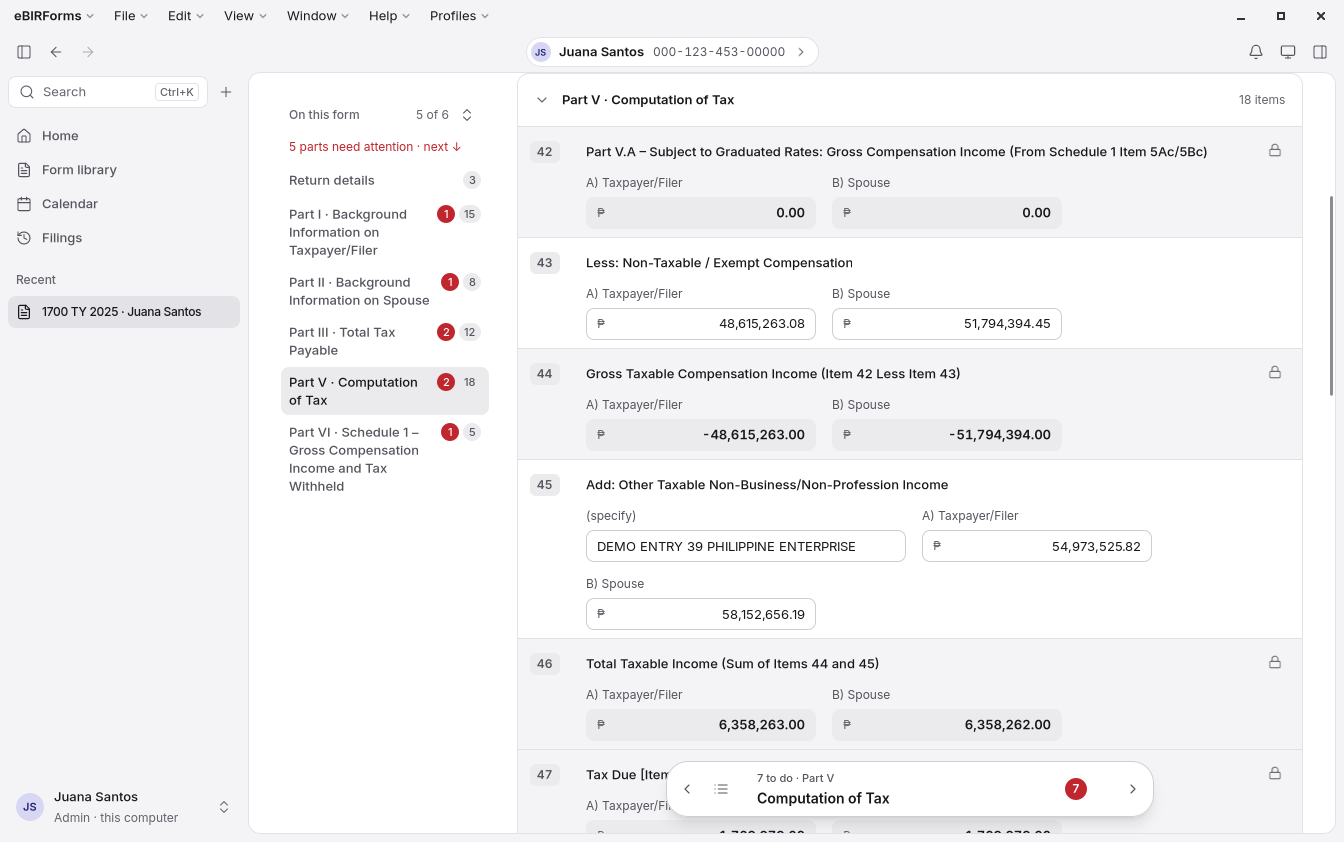 eBIRForms File Edit View Window Help Profiles
JS Juana Santos 000-123-453-00000
Search Ctrl+K
Home
Form library
Calendar
Filings
Recent
1700 TY 2025 · Juana Santos
JS Juana Santos
Admin · this computer
On this form 5 of 6
5 parts need attention · next ↓
Return details 3
Part I · Background 1 15
Information on
Taxpayer/Filer
Part II · Background 1 8
Information on Spouse
Part III · Total Tax 2 12
Payable
Part V · Computation 2 18
of Tax
Part VI · Schedule 1 – 1 5
Gross Compensation
Income and Tax
Withheld
Part V · Computation of Tax 18 items
42 Part V.A – Subject to Graduated Rates: Gross Compensation Income (From Schedule 1 Item 5Ac/5Bc)
A) Taxpayer/Filer B) Spouse
₱ 0.00 ₱ 0.00
43 Less: Non-Taxable / Exempt Compensation
A) Taxpayer/Filer B) Spouse
₱ 48,615,263.08 ₱ 51,794,394.45
44 Gross Taxable Compensation Income (Item 42 Less Item 43)
A) Taxpayer/Filer B) Spouse
₱ -48,615,263.00 ₱ -51,794,394.00
45 Add: Other Taxable Non-Business/Non-Profession Income
(specify) A) Taxpayer/Filer
DEMO ENTRY 39 PHILIPPINE ENTERPRISE ₱ 54,973,525.82
B) Spouse
₱ 58,152,656.19
46 Total Taxable Income (Sum of Items 44 and 45)
A) Taxpayer/Filer B) Spouse
₱ 6,358,263.00 ₱ 6,358,262.00
47 Tax Due [Item
A) Taxpayer
7 to do · Part V
Computation of Tax 7